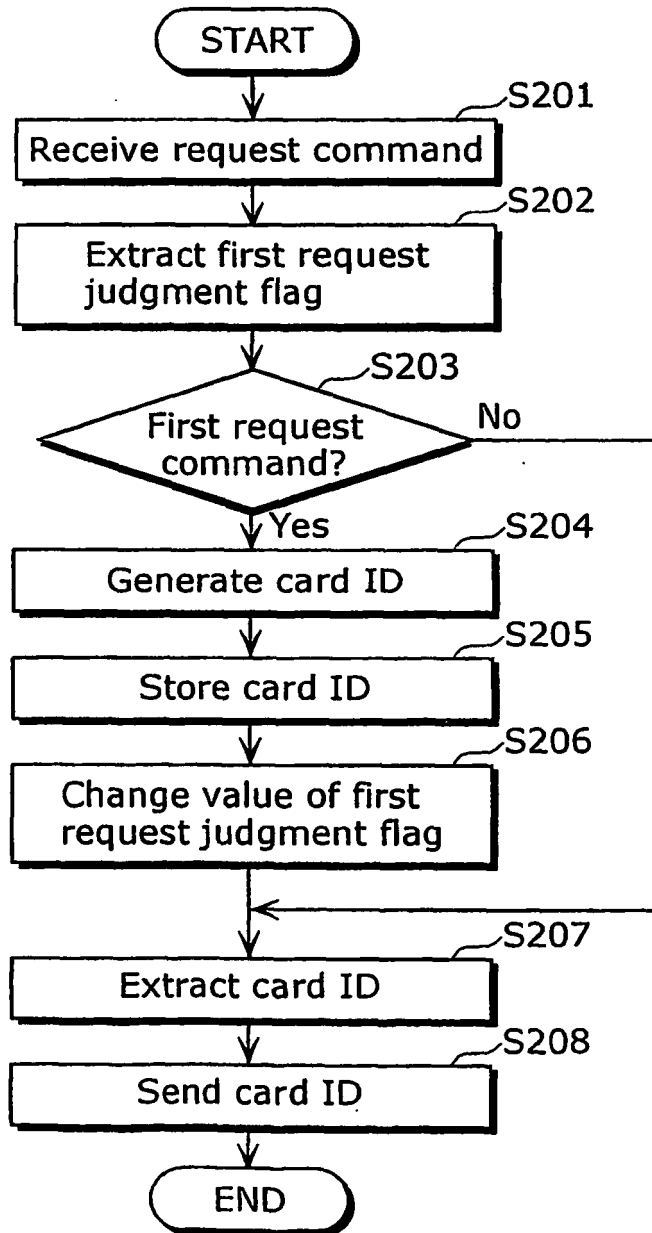 START
S201
Receive request command
S202
Extract first request
judgment flag
S203
First request
command?
No
Yes
S204
Generate card ID
S205
Store card ID
S206
Change value of first
request judgment flag
S207
Extract card ID
S208
Send card ID
END